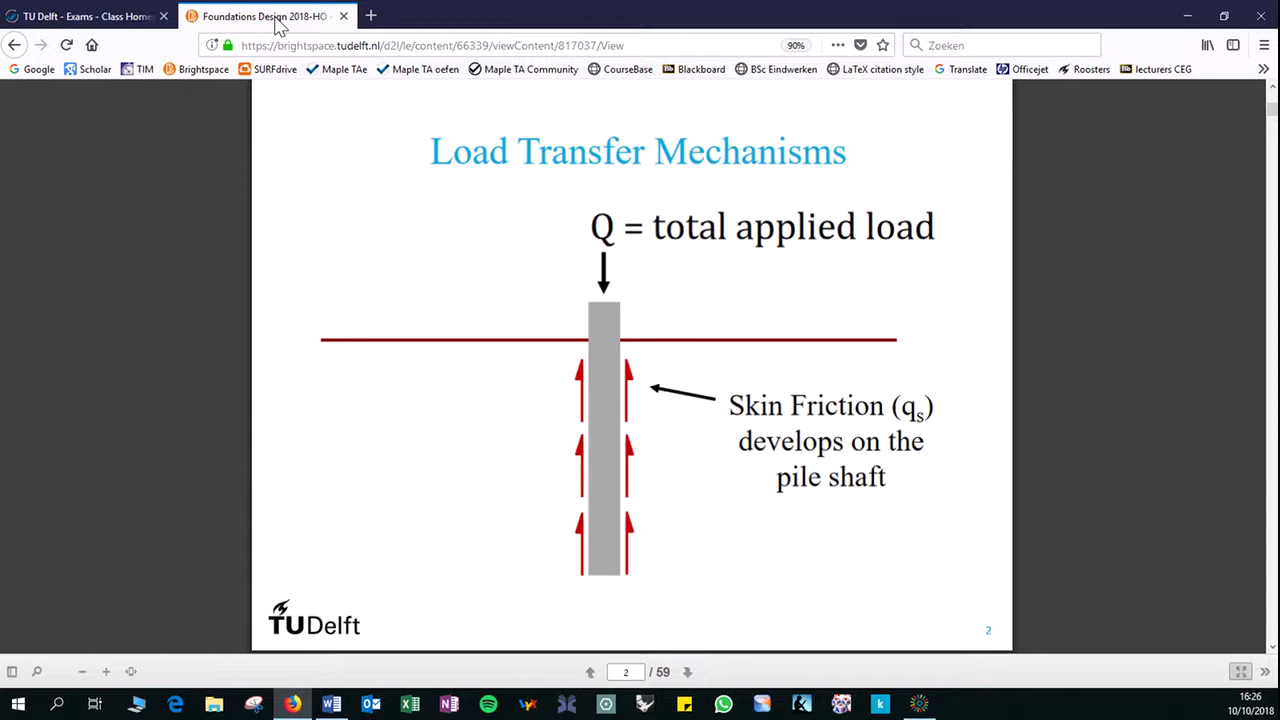 TU Delft - Exams - Class Home
Foundations Design 2018-HO -
https://brightspace.tudelft.nl/d2l/le/content/66339/viewContent/817037/View
90%
Zoeken
Google
Scholar
TIM
Brightspace
SURFdrive
Maple TAe
Maple TA oefen
Maple TA Community
CourseBase
Blackboard
BSc Eindwerken
LaTeX citation style
Translate
Officejet
Roosters
lecturers CEG
Load Transfer Mechanisms
Q = total applied load
Skin Friction (qs)
develops on the
pile shaft
TUDelft
2
2 / 59
16:26
10/10/2018